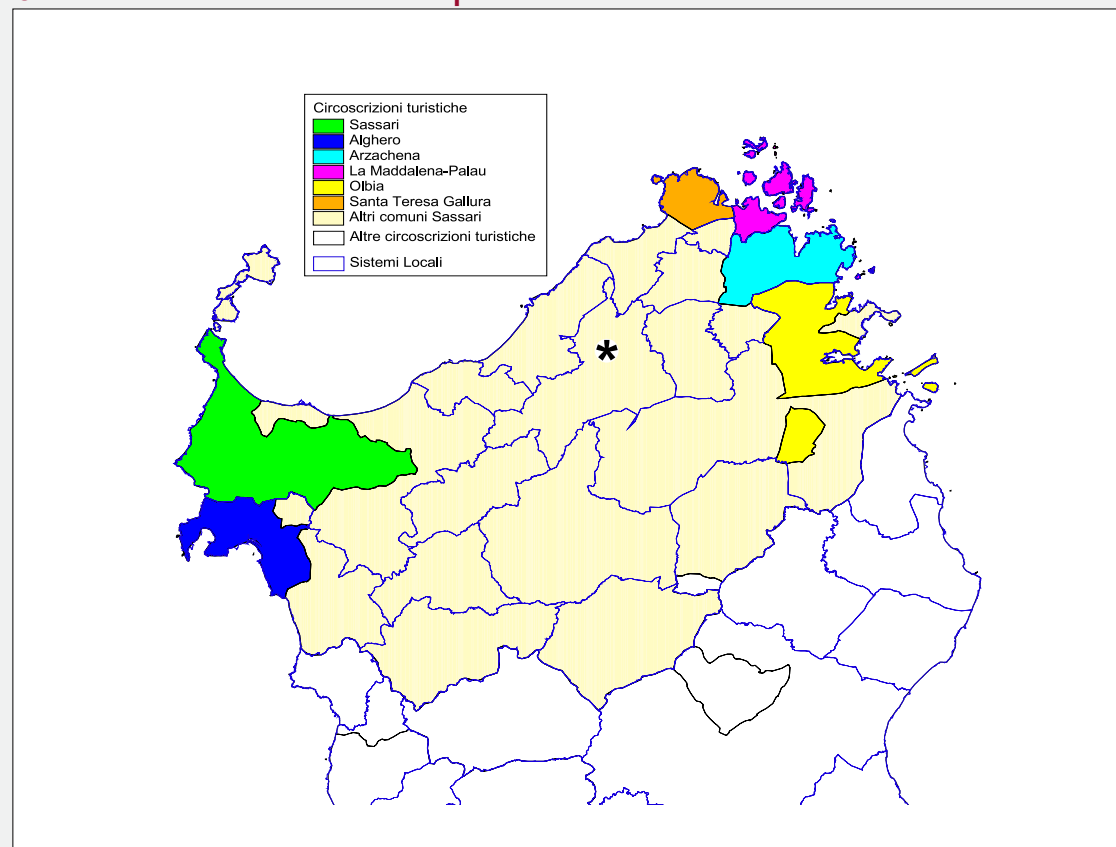 Circoscrizioni turistiche
Sassari
Alghero
Arzachena
La Maddalena-Palau
Olbia
Santa Teresa Gallura
Altri comuni Sassari
Altre circoscrizioni turistiche
Sistemi Locali
*